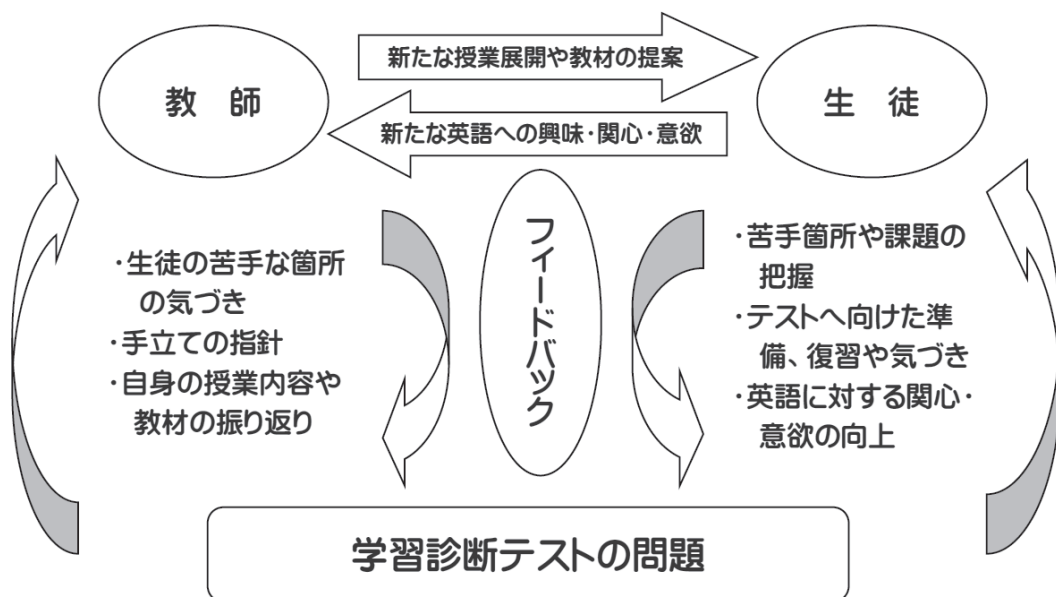 新たな授業展開や教材の提案
教　師
生　徒
新たな英語への興味・関心・意欲
フィードバック
・生徒の苦手な箇所
の気づき
・手立ての指針
・自身の授業内容や
教材の振り返り
・苦手箇所や課題の
把握
・テストへ向けた準
備、復習や気づき
・英語に対する関心・
意欲の向上
学習診断テストの問題